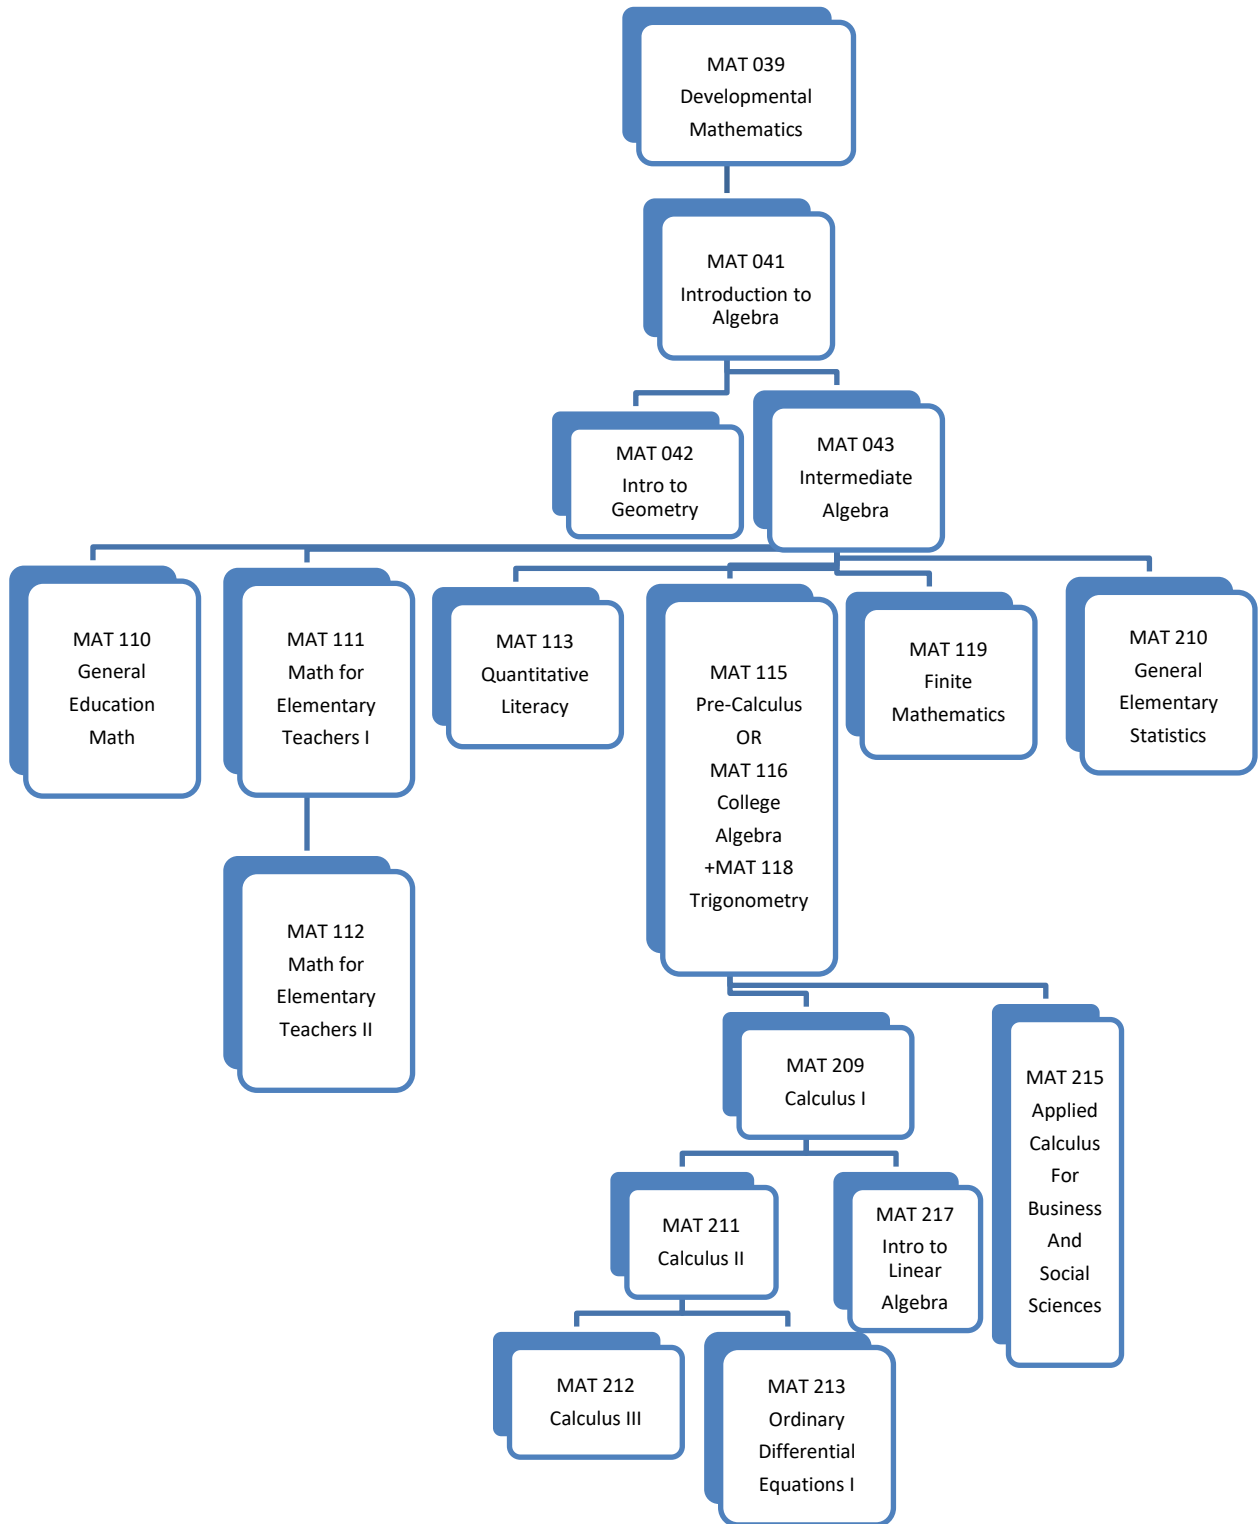 MAT 039
Developmental
Mathematics
MAT 041
Introduction to
Algebra
MAT 042
Intro to
Geometry
MAT 043
Intermediate
Algebra
MAT 110
General
Education
Math
MAT 111
Math for
Elementary
Teachers I
MAT 113
Quantitative
Literacy
MAT 115
Pre-Calculus
OR
MAT 116
College
Algebra
+MAT 118
Trigonometry
MAT 119
Finite
Mathematics
MAT 210
General
Elementary
Statistics
MAT 112
Math for
Elementary
Teachers II
MAT 209
Calculus I
MAT 215
Applied
Calculus
For
Business
And
Social
Sciences
MAT 211
Calculus II
MAT 217
Intro to
Linear
Algebra
MAT 212
Calculus III
MAT 213
Ordinary
Differential
Equations I